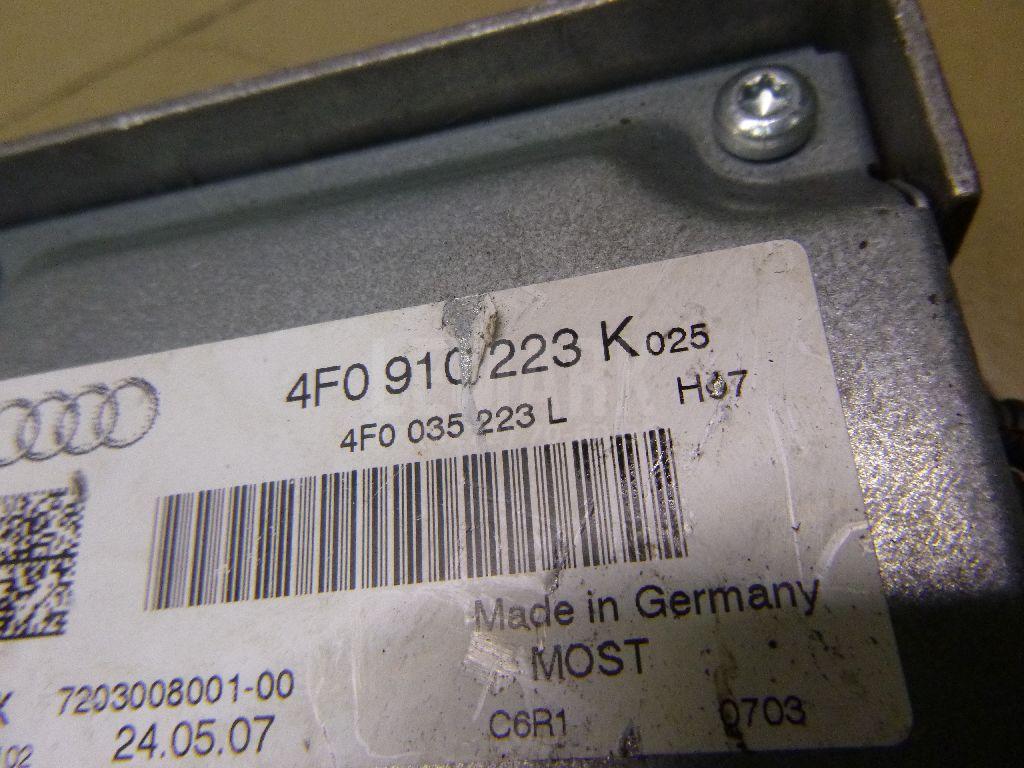 4F0 910 223 K 025
4F0 035 223 L H07
Made in Germany
MOST
7203008001-00
C6R1 0703
24.05.07
02